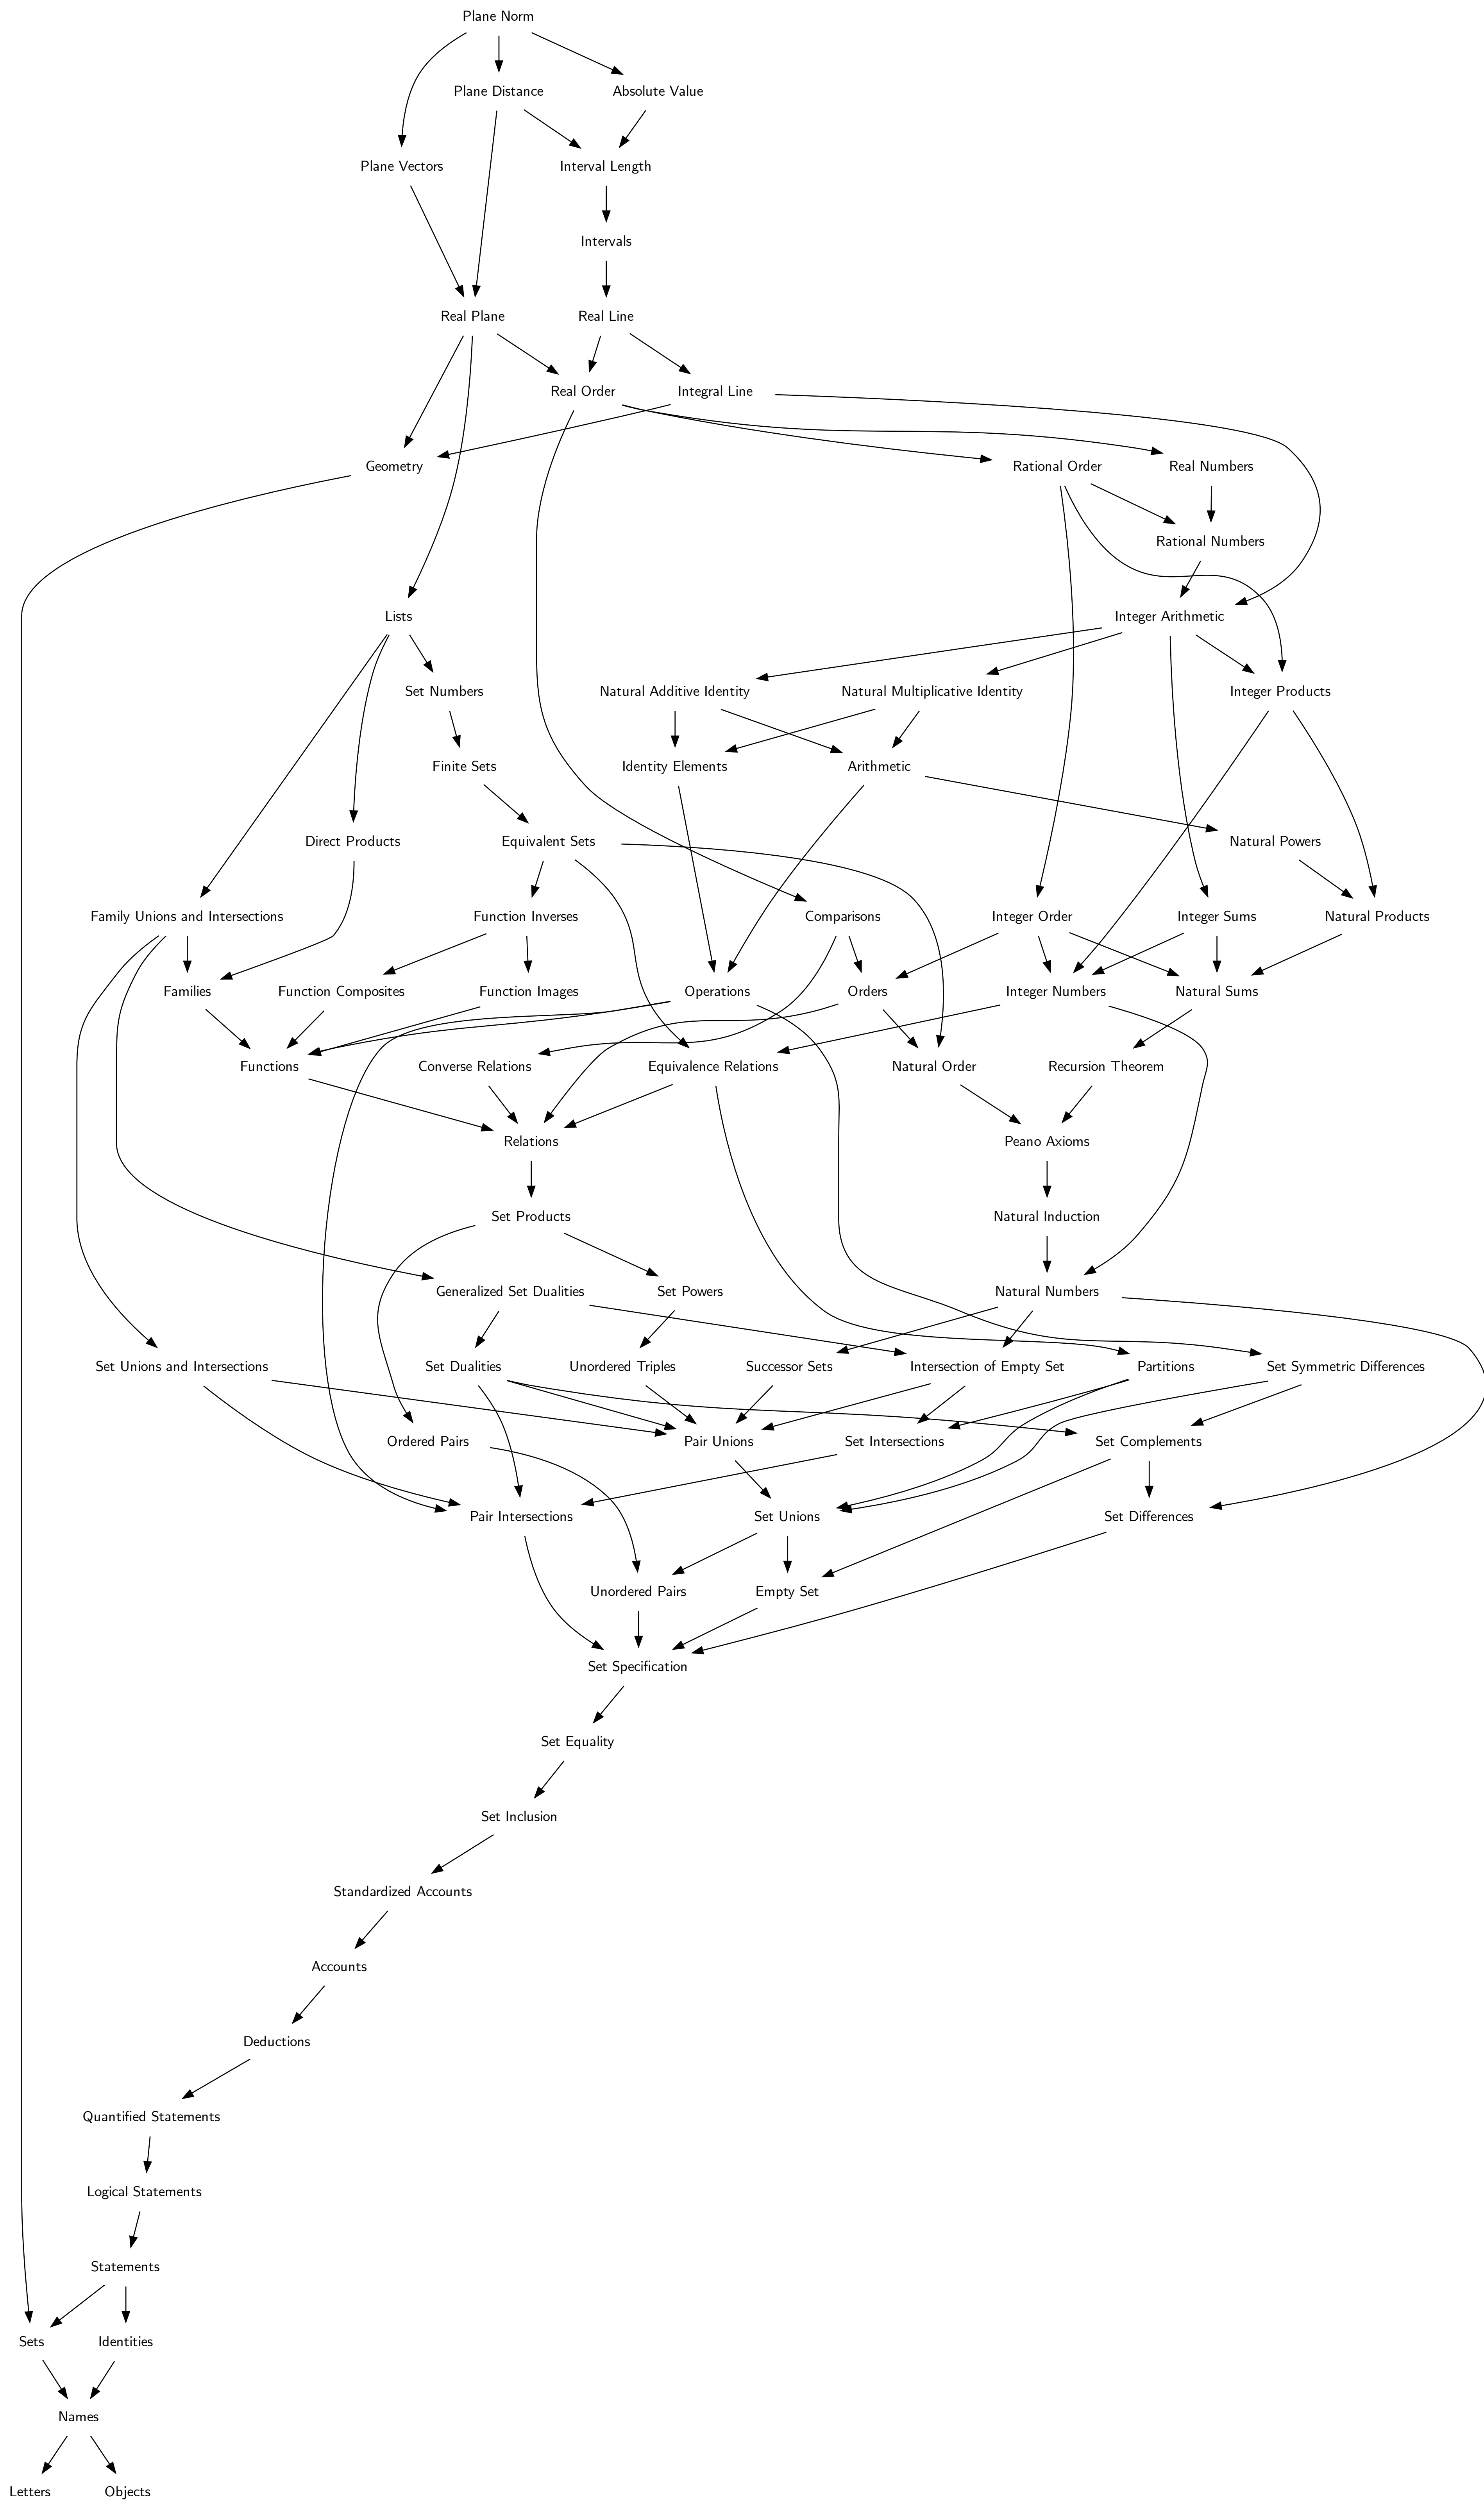 Plane Norm
Plane Distance
Absolute Value
Plane Vectors
Interval Length
Intervals
Real Plane
Real Line
Real Order
Integral Line
Geometry
Rational Order
Real Numbers
Rational Numbers
Lists
Integer Arithmetic
Set Numbers
Natural Additive Identity
Natural Multiplicative Identity
Integer Products
Finite Sets
Identity Elements
Arithmetic
Direct Products
Equivalent Sets
Natural Powers
Family Unions and Intersections
Function Inverses
Comparisons
Integer Order
Integer Sums
Natural Products
Families
Function Composites
Function Images
Operations
Orders
Integer Numbers
Natural Sums
Functions
Converse Relations
Equivalence Relations
Natural Order
Recursion Theorem
Relations
Peano Axioms
Set Products
Natural Induction
Generalized Set Dualities
Set Powers
Natural Numbers
Set Unions and Intersections
Set Dualities
Unordered Triples
Successor Sets
Intersection of Empty Set
Partitions
Set Symmetric Differences
Ordered Pairs
Pair Unions
Set Intersections
Set Complements
Pair Intersections
Set Unions
Set Differences
Unordered Pairs
Empty Set
Set Specification
Set Equality
Set Inclusion
Standardized Accounts
Accounts
Deductions
Quantified Statements
Logical Statements
Statements
Sets
Identities
Names
Letters
Objects